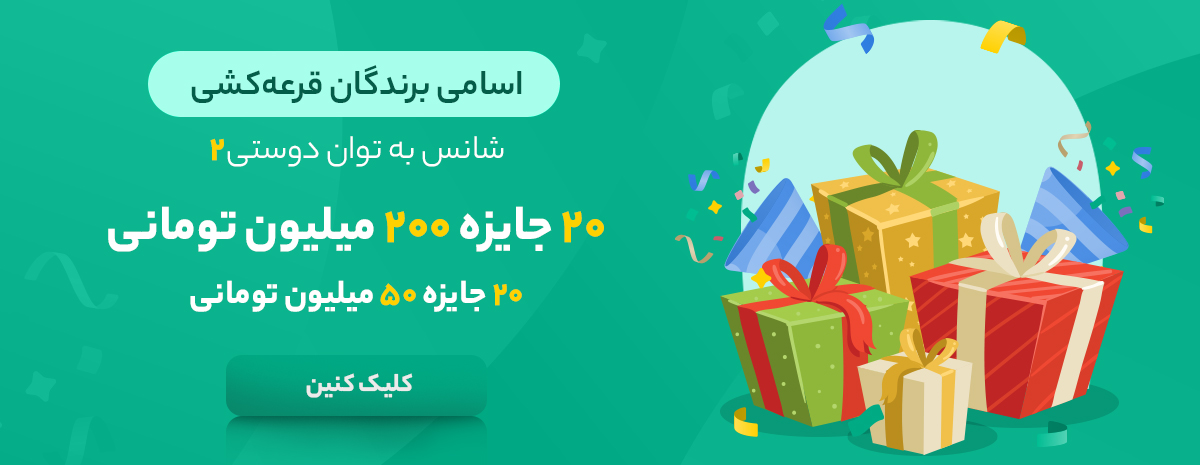 اسامی برندگان قرعه‌کشی
شانس به توان دوستی۲
۲۰ جایزه ۲۰۰ میلیون تومانی
۲۰ جایزه ۵۰ میلیون تومانی
کلیک کنین